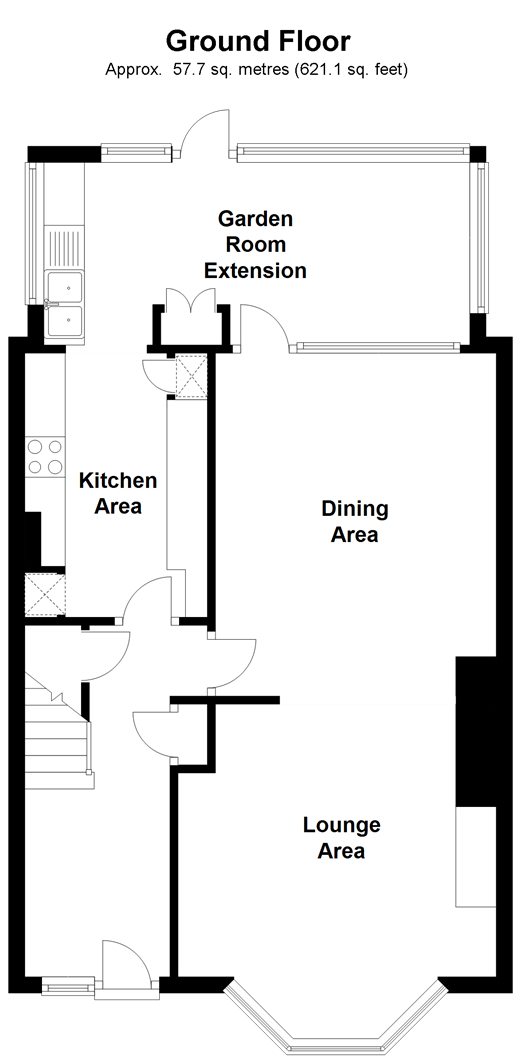 Ground Floor
Approx. 57.7 sq. metres (621.1 sq. feet)
Garden
Room
Extension
Kitchen
Area
Dining
Area
Lounge
Area